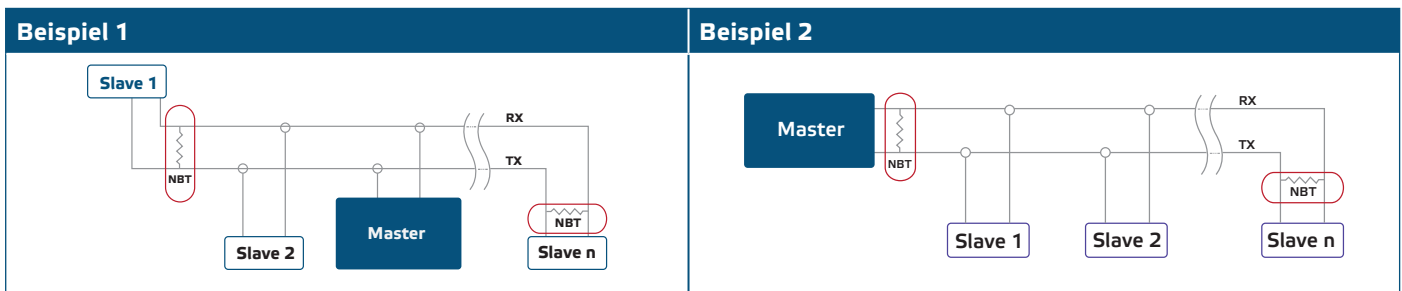 Beispiel 1
Slave 1
RX
TX
NBT
NBT
Master
Slave 2
Slave n
Beispiel 2
Master
RX
TX
NBT
NBT
Slave 1
Slave 2
Slave n